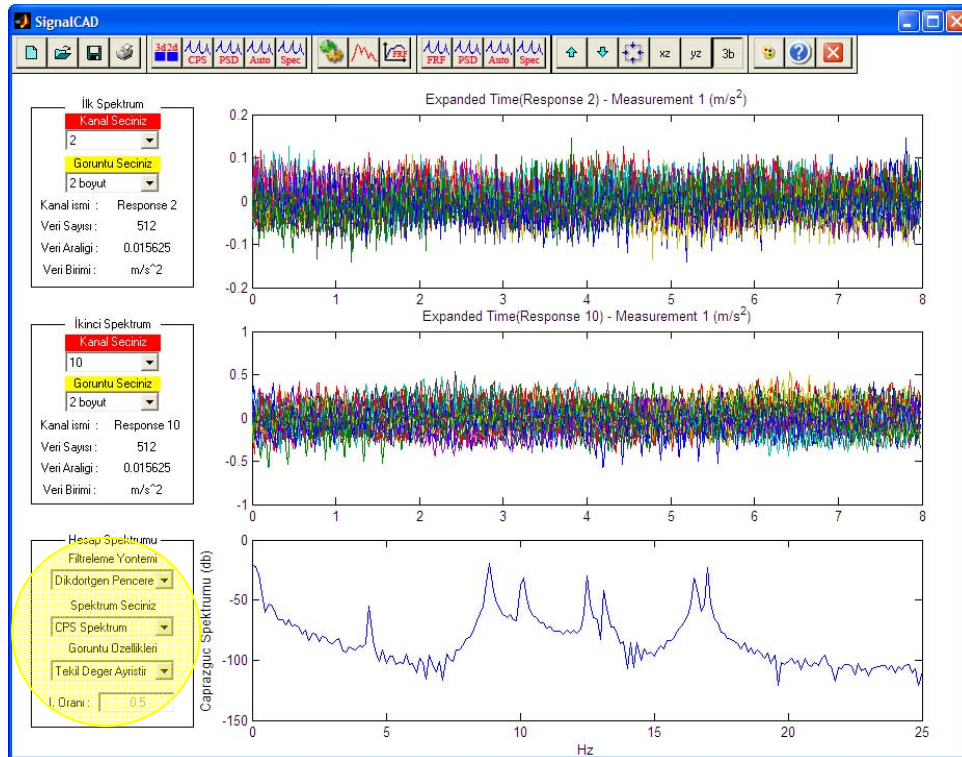 SignalCAD
3d2d CPS PSD Auto Spec FRF FRF PSD Auto Spec xz yz 3b
İlk Spektrum
Kanal Seciniz
2
Goruntu Seciniz
2 boyut
Kanal ismi : Response 2
Veri Sayısı : 512
Veri Araligi : 0.015625
Veri Birimi : m/s^2
Expanded Time(Response 2) - Measurement 1 (m/s²)
0.2
0.1
0
-0.1
-0.2
0 1 2 3 4 5 6 7 8
İkinci Spektrum
Kanal Seciniz
10
Goruntu Seciniz
2 boyut
Kanal ismi : Response 10
Veri Sayısı : 512
Veri Araligi : 0.015625
Veri Birimi : m/s^2
Expanded Time(Response 10) - Measurement 1 (m/s²)
1
0.5
0
-0.5
-1
0 1 2 3 4 5 6 7 8
Hesap Spektrumu
Filtreleme Yontemi
Dikdortgen Pencere
Spektrum Seciniz
CPS Spektrum
Goruntu Ozellikleri
Tekil Deger Ayristir
I. Oranı : 0.5
Caprazguc Spektrumu (db)
0
-50
-100
-150
0 5 10 15 20 25
Hz